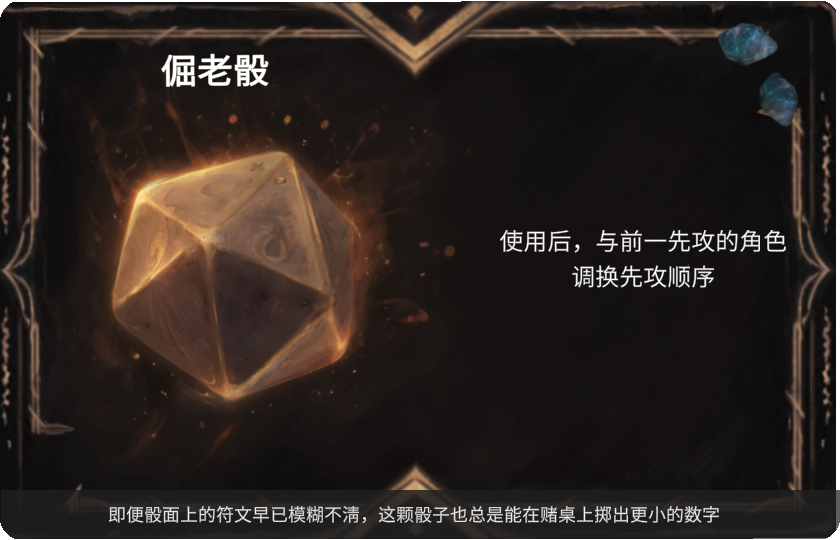 倔老骰
使用后，与前一先攻的角色
调换先攻顺序
即便骰面上的符文早已模糊不清，这颗骰子也总是能在赌桌上掷出更小的数字